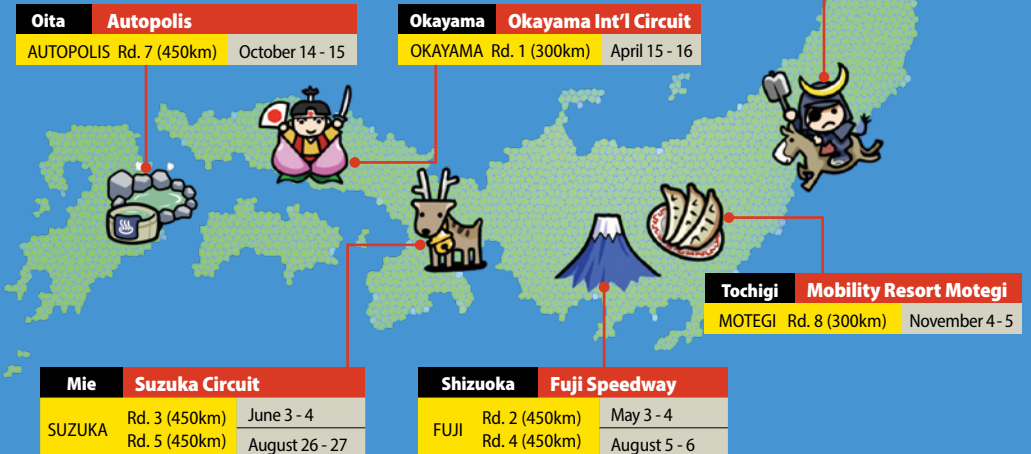 Oita Autopolis
AUTOPOLIS Rd. 7 (450km) October 14 - 15
Okayama Okayama Int'l Circuit
OKAYAMA Rd. 1 (300km) April 15 - 16
Tochigi Mobility Resort Motegi
MOTEGI Rd. 8 (300km) November 4 - 5
Mie Suzuka Circuit
SUZUKA
Rd. 3 (450km) June 3 - 4
Rd. 5 (450km) August 26 - 27
Shizuoka Fuji Speedway
FUJI
Rd. 2 (450km) May 3 - 4
Rd. 4 (450km) August 5 - 6